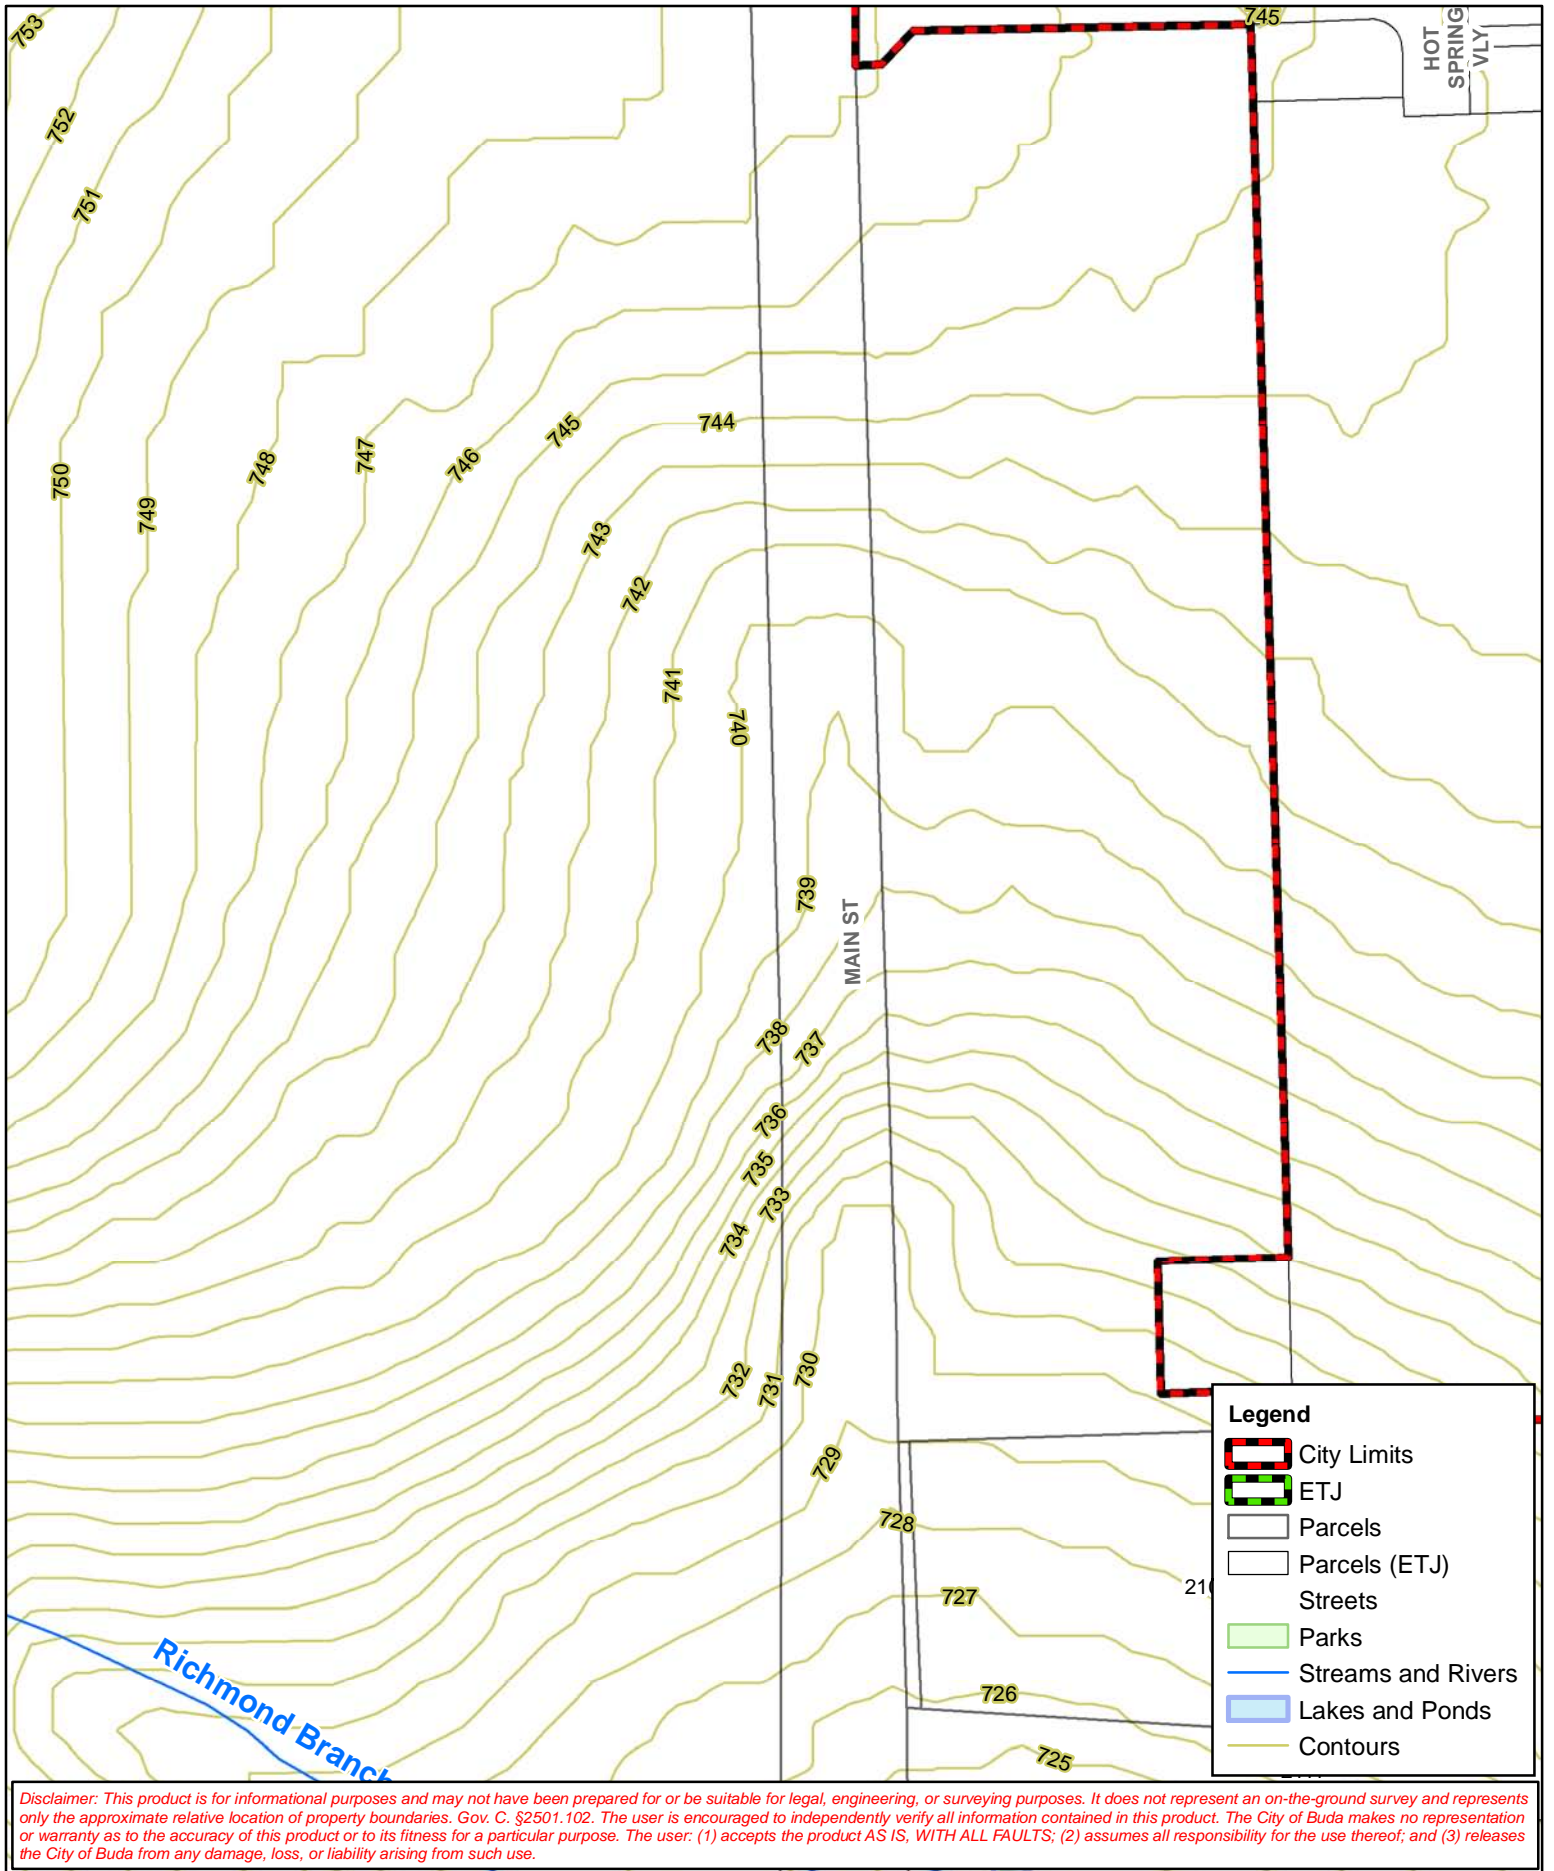 753
745
HOT
SPRING
VLY
752
751
744
745
746
747
748
750
749
743
742
741
740
739
MAIN ST
738
737
736
735
733
734
732
731
730
729
728
727
726
725
Richmond Branch
Legend
City Limits
ETJ
Parcels
Parcels (ETJ)
Streets
Parks
Streams and Rivers
Lakes and Ponds
Contours
Disclaimer: This product is for informational purposes and may not have been prepared for or be suitable for legal, engineering, or surveying purposes. It does not represent an on-the-ground survey and represents
only the approximate relative location of property boundaries. Gov. C. §2501.102. The user is encouraged to independently verify all information contained in this product. The City of Buda makes no representation
or warranty as to the accuracy of this product or to its fitness for a particular purpose. The user: (1) accepts the product AS IS, WITH ALL FAULTS; (2) assumes all responsibility for the use thereof; and (3) releases
the City of Buda from any damage, loss, or liability arising from such use.